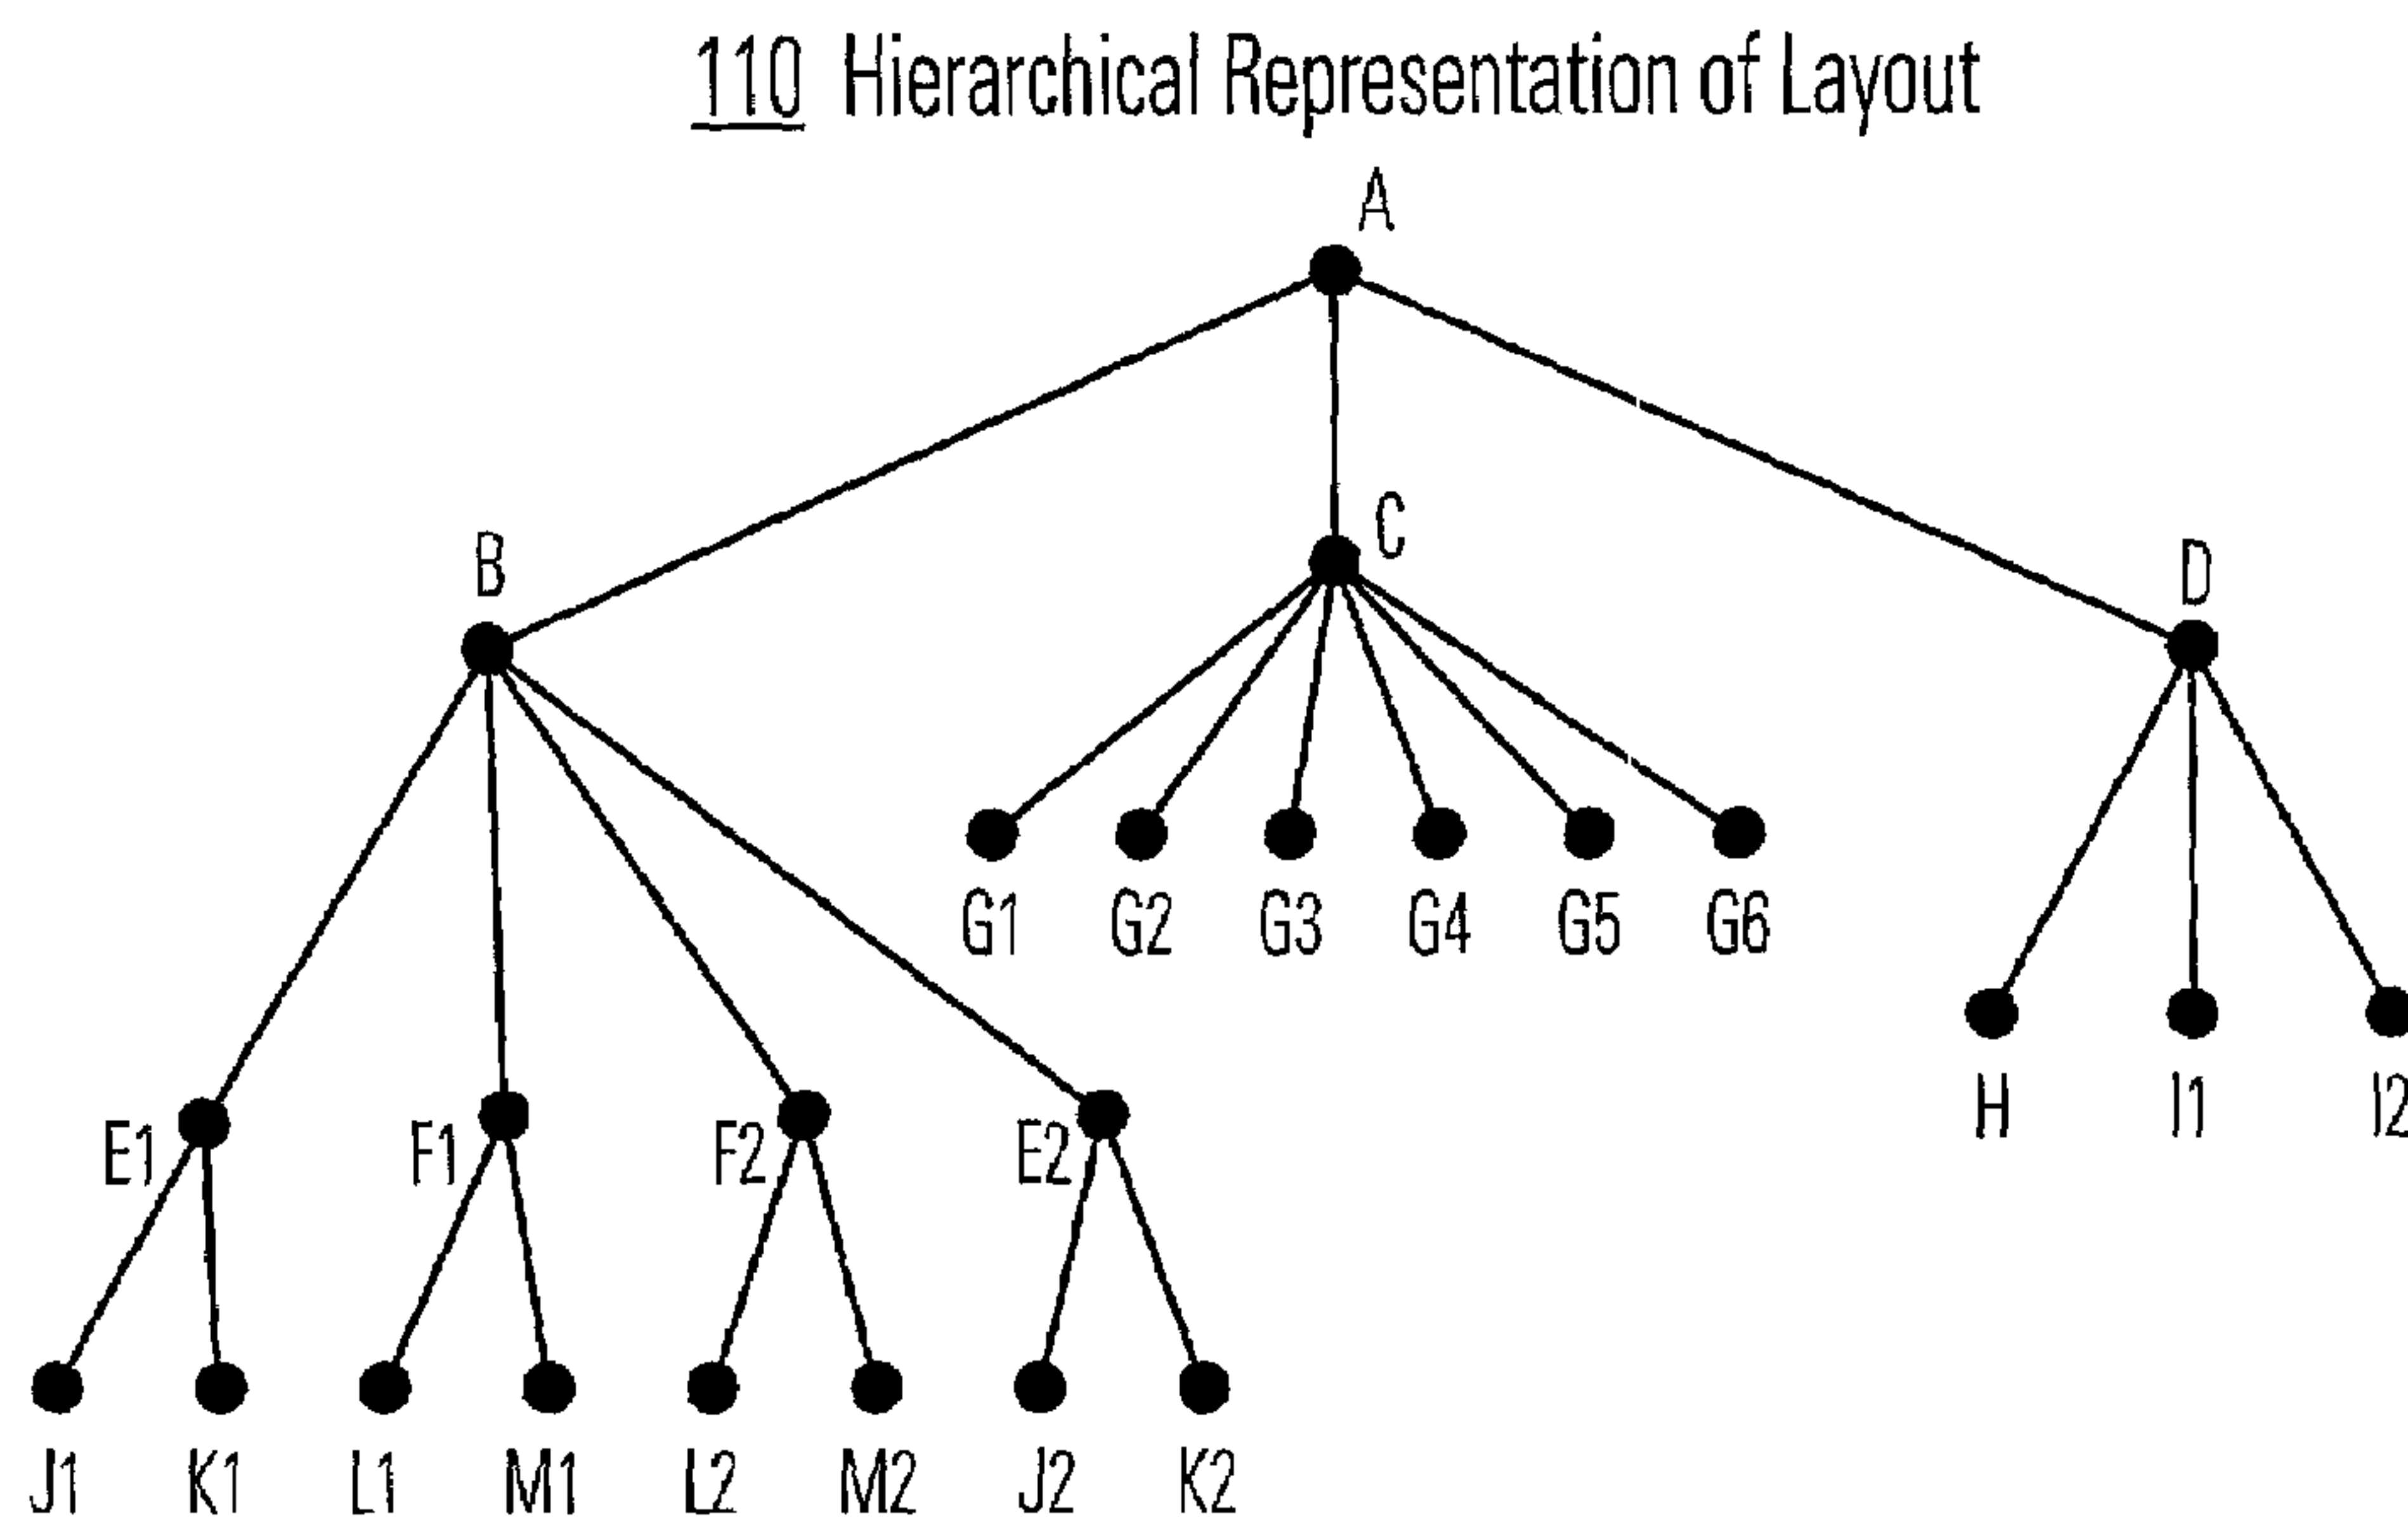 110 Hierarchical Representation of Layout
A
B
C
D
G1 G2 G3 G4 G5 G6
H I1 I2
E1 F1 F2 E2
J1 K1 L1 M1 L2 M2 J2 K2